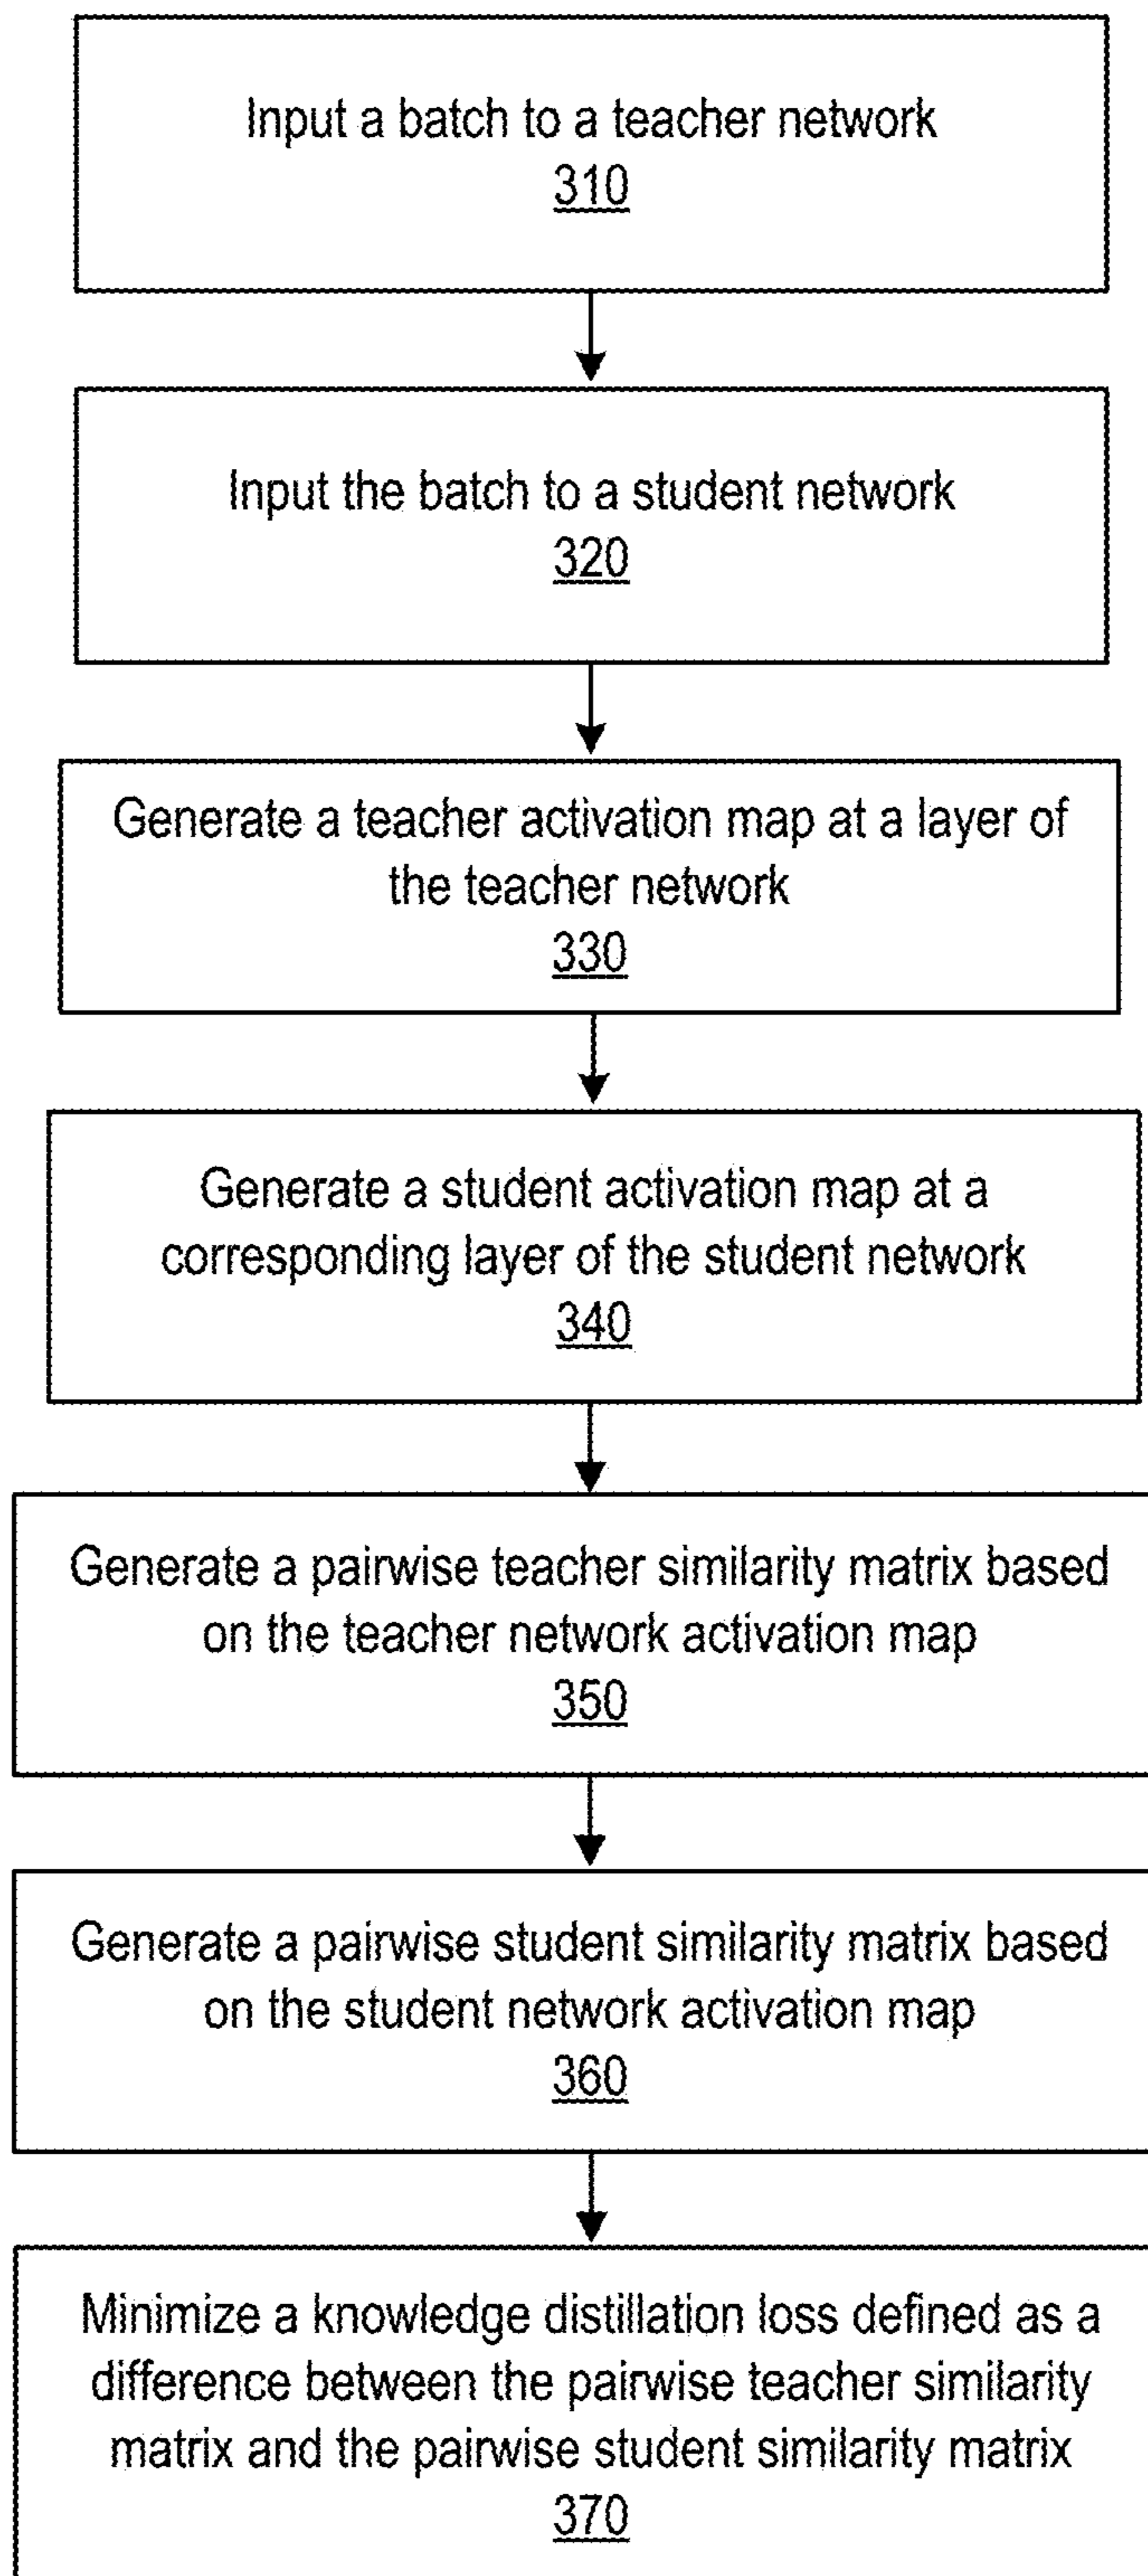 Input a batch to a teacher network
310
Input the batch to a student network
320
Generate a teacher activation map at a layer of
the teacher network
330
Generate a student activation map at a
corresponding layer of the student network
340
Generate a pairwise teacher similarity matrix based
on the teacher network activation map
350
Generate a pairwise student similarity matrix based
on the student network activation map
360
Minimize a knowledge distillation loss defined as a
difference between the pairwise teacher similarity
matrix and the pairwise student similarity matrix
370